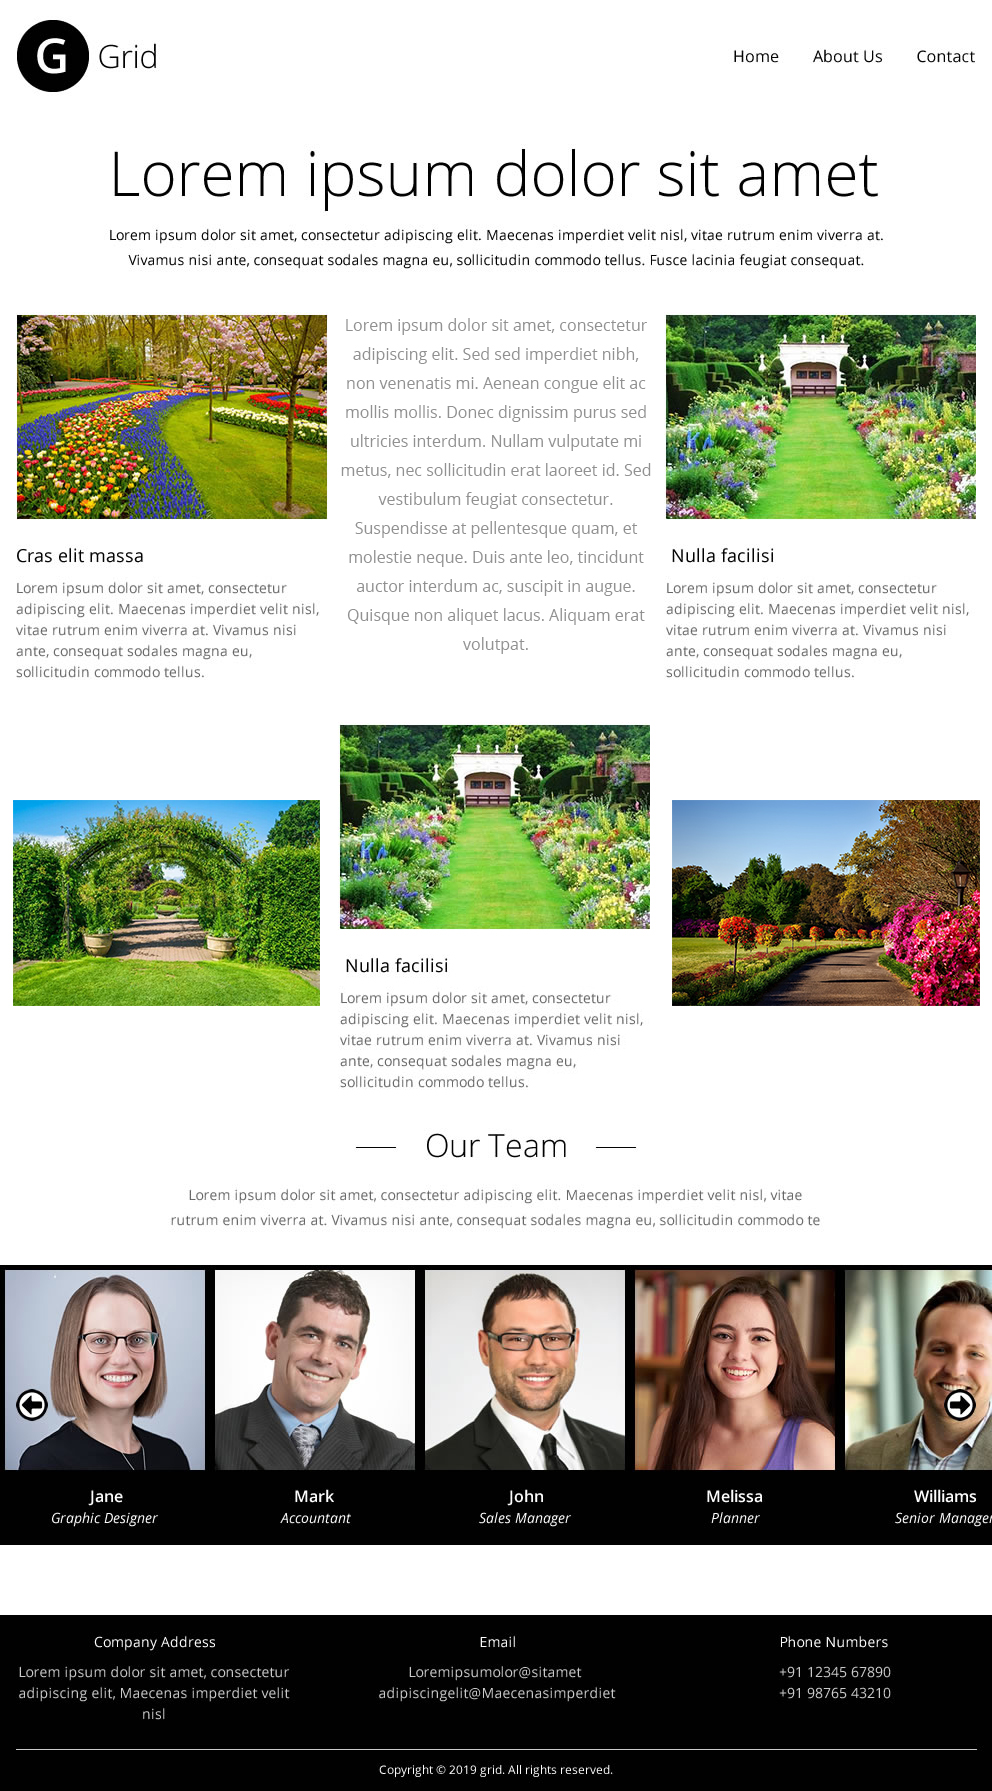 G Grid
Home About Us Contact
Lorem ipsum dolor sit amet
Lorem ipsum dolor sit amet, consectetur adipiscing elit. Maecenas imperdiet velit nisl, vitae rutrum enim viverra at.
Vivamus nisi ante, consequat sodales magna eu, sollicitudin commodo tellus. Fusce lacinia feugiat consequat.
Cras elit massa
Lorem ipsum dolor sit amet, consectetur
adipiscing elit. Maecenas imperdiet velit nisl,
vitae rutrum enim viverra at. Vivamus nisi
ante, consequat sodales magna eu,
sollicitudin commodo tellus.
Lorem ipsum dolor sit amet, consectetur
adipiscing elit. Sed sed imperdiet nibh,
non venenatis mi. Aenean congue elit ac
mollis mollis. Donec dignissim purus sed
ultricies interdum. Nullam vulputate mi
metus, nec sollicitudin erat laoreet id. Sed
vestibulum feugiat consectetur.
Suspendisse at pellentesque quam, et
molestie neque. Duis ante leo, tincidunt
auctor interdum ac, suscipit in augue.
Quisque non aliquet lacus. Aliquam erat
volutpat.
Nulla facilisi
Lorem ipsum dolor sit amet, consectetur
adipiscing elit. Maecenas imperdiet velit nisl,
vitae rutrum enim viverra at. Vivamus nisi
ante, consequat sodales magna eu,
sollicitudin commodo tellus.
Nulla facilisi
Lorem ipsum dolor sit amet, consectetur
adipiscing elit. Maecenas imperdiet velit nisl,
vitae rutrum enim viverra at. Vivamus nisi
ante, consequat sodales magna eu,
sollicitudin commodo tellus.
Our Team
Lorem ipsum dolor sit amet, consectetur adipiscing elit. Maecenas imperdiet velit nisl, vitae
rutrum enim viverra at. Vivamus nisi ante, consequat sodales magna eu, sollicitudin commodo te
Jane
Graphic Designer
Mark
Accountant
John
Sales Manager
Melissa
Planner
Williams
Senior Manager
Company Address
Lorem ipsum dolor sit amet, consectetur
adipiscing elit, Maecenas imperdiet velit
nisl
Email
Loremipsumolor@sitamet
adipiscingelit@Maecenasimperdiet
Phone Numbers
+91 12345 67890
+91 98765 43210
Copyright © 2019 grid. All rights reserved.